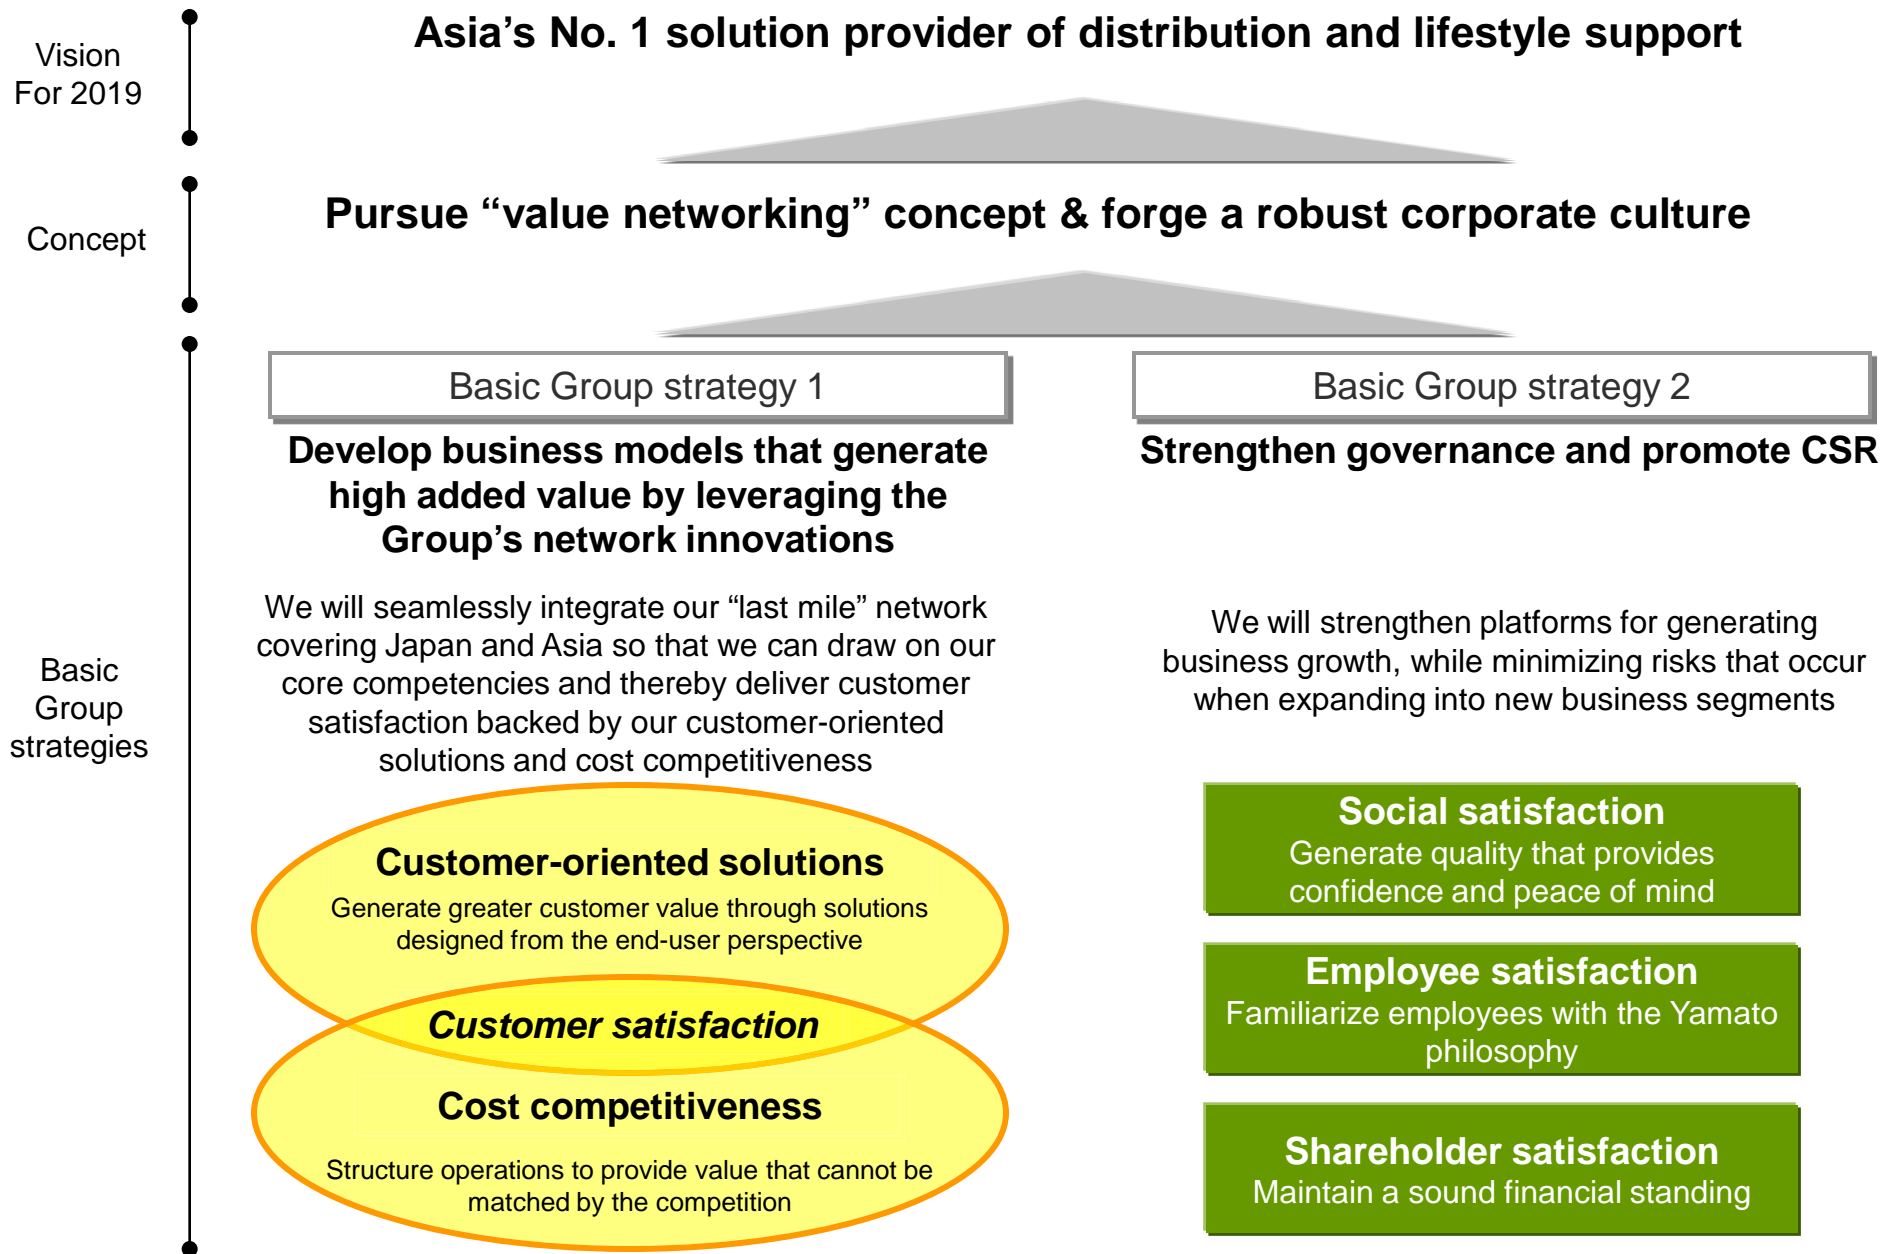 Vision
For 2019
Asia’s No. 1 solution provider of distribution and lifestyle support
Concept
Pursue “value networking” concept & forge a robust corporate culture
Basic
Group
strategies
Basic Group strategy 1
Develop business models that generate
high added value by leveraging the
Group’s network innovations
We will seamlessly integrate our “last mile” network
covering Japan and Asia so that we can draw on our
core competencies and thereby deliver customer
satisfaction backed by our customer-oriented
solutions and cost competitiveness
Customer-oriented solutions
Generate greater customer value through solutions
designed from the end-user perspective
Customer satisfaction
Cost competitiveness
Structure operations to provide value that cannot be
matched by the competition
Basic Group strategy 2
Strengthen governance and promote CSR
We will strengthen platforms for generating
business growth, while minimizing risks that occur
when expanding into new business segments
Social satisfaction
Generate quality that provides
confidence and peace of mind
Employee satisfaction
Familiarize employees with the Yamato
philosophy
Shareholder satisfaction
Maintain a sound financial standing